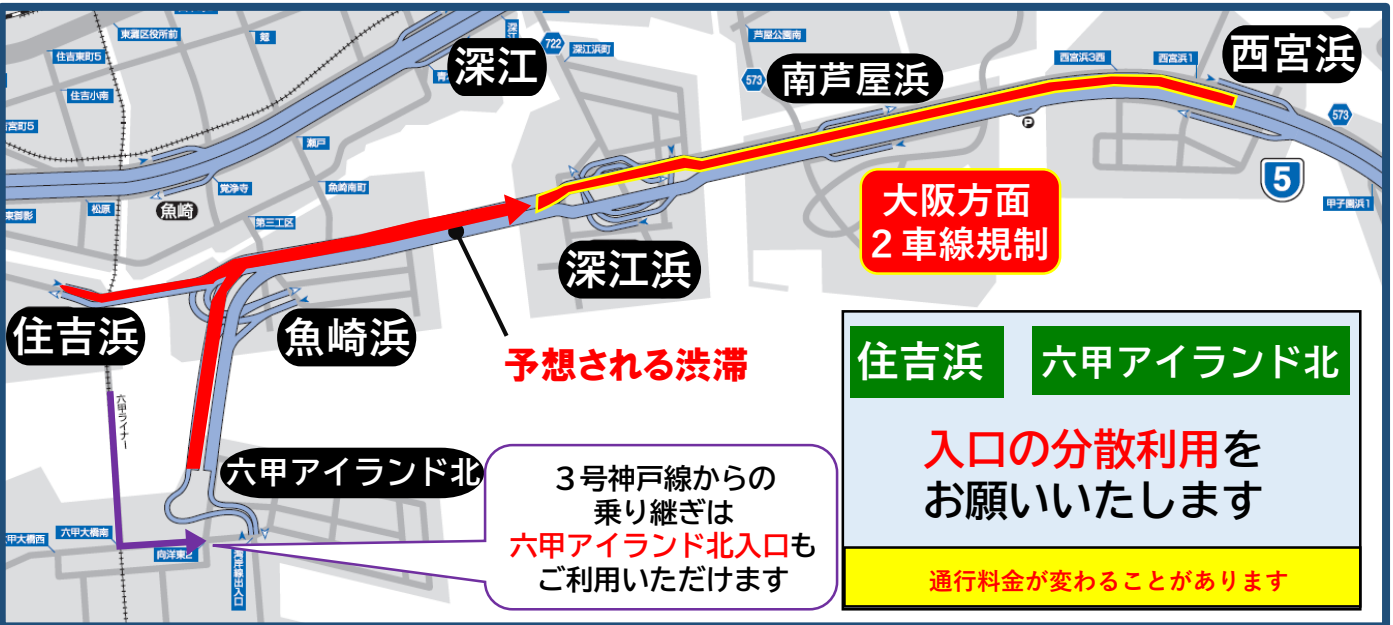 東灘区役所前
住吉東町5
住吉小南
深江
722
深江浜町
芦屋公園南
573
南芦屋浜
西宮浜3西
西宮浜1
西宮浜
573
P
5
甲子園浜1
瀬戸
覚浄寺
魚崎南町
松原
魚崎
第三工区
東御影
大阪方面
2車線規制
深江浜
住吉浜
魚崎浜
予想される渋滞
六甲ライナー
六甲アイランド北
六甲大橋南
向洋東2
3号神戸線からの
乗り継ぎは
六甲アイランド北入口も
ご利用いただけます
住吉浜
六甲アイランド北
入口の分散利用を
お願いいたします
通行料金が変わることがあります